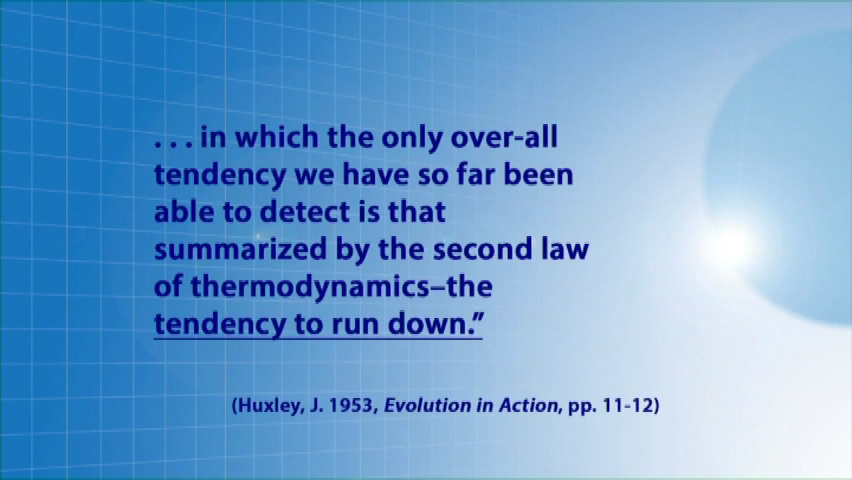 . . . in which the only over-all
tendency we have so far been
able to detect is that
summarized by the second law
of thermodynamics–the
tendency to run down.”
(Huxley, J. 1953, Evolution in Action, pp. 11-12)